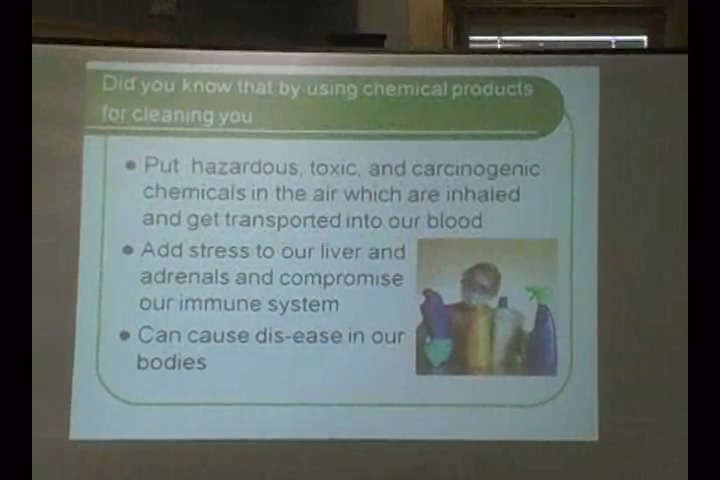 Did you know that by using chemical products
for cleaning you
● Put hazardous, toxic, and carcinogenic
chemicals in the air which are inhaled
and get transported into our blood
● Add stress to our liver and
adrenals and compromise
our immune system
● Can cause dis-ease in our
bodies